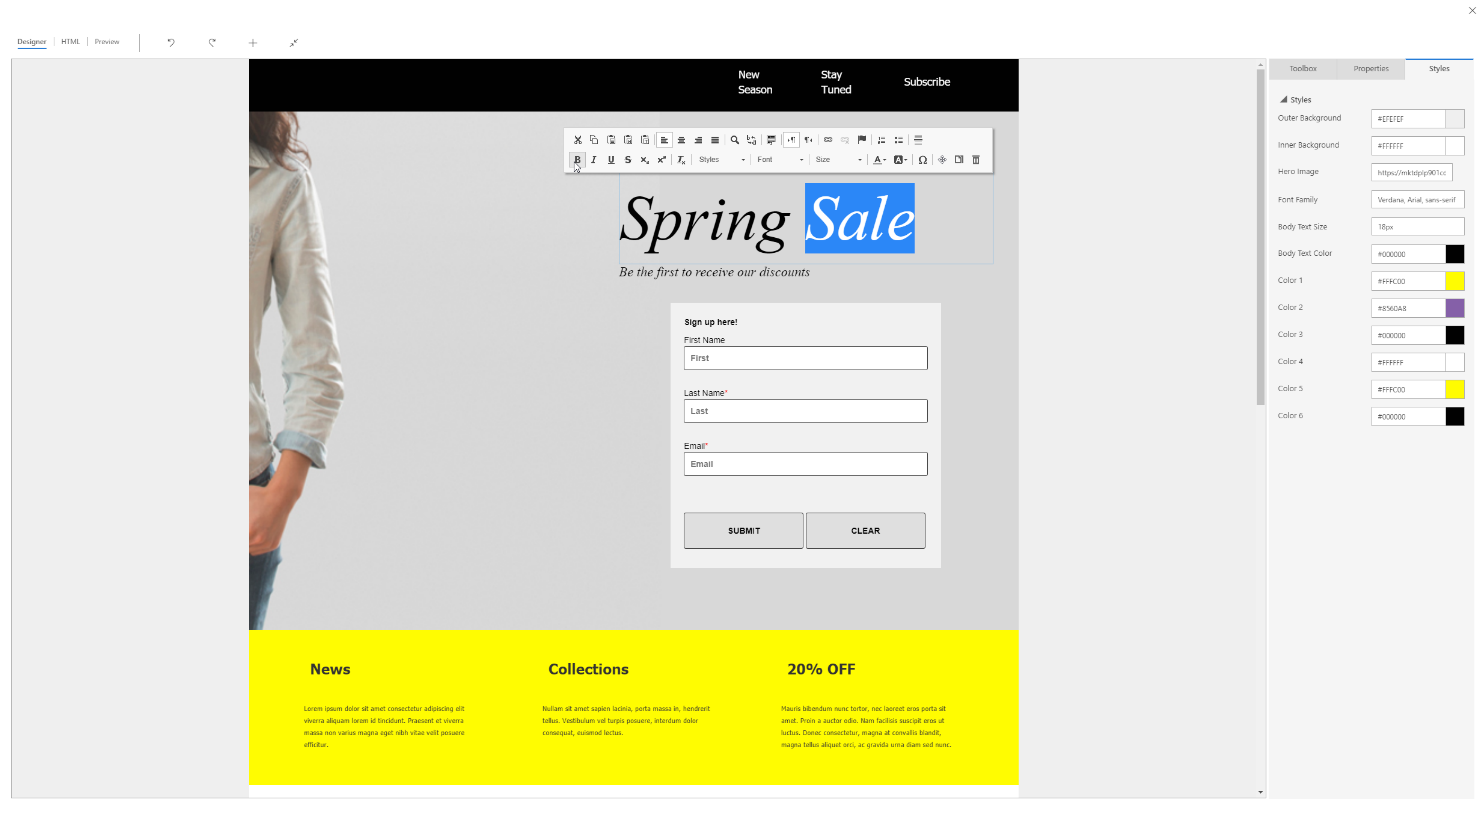 Designer
HTML
Preview
New
Season
Stay
Tuned
Subscribe
Toolbox
Properties
Styles
Styles
Font
Size
Spring Sale
Be the first to receive our discounts
Sign up here!
First Name
First
Last Name*
Last
Email*
Email
SUBMIT
CLEAR
News
Lorem ipsum dolor sit amet consectetur adipiscing elit
viverra aliquam lorem id tincidunt. Praesent et viverra
massa non varius magna eget nibh vitae velit posuere
efficitur.
Collections
Nullam sit amet sapien lacinia, porta massa in, hendrerit
tellus. Vestibulum vel turpis posuere, interdum dolor
consequat, euismod lectus.
20% OFF
Mauris bibendum nunc tortor, nec laoreet eros porta sit
amet. Proin a auctor odio. Nam facilisis suscipit eros ut
luctus. Donec consectetur, magna at convallis blandit,
magna tellus aliquet orci, ac gravida urna diam sed nunc.
Styles
Outer Background
#EFEFEF
Inner Background
#FFFFFF
Hero Image
https://mktdplp901cc
Font Family
Verdana, Arial, sans-serif
Body Text Size
18px
Body Text Color
#000000
Color 1
#FFFC00
Color 2
#8560A8
Color 3
#000000
Color 4
#FFFFFF
Color 5
#FFFC00
Color 6
#000000